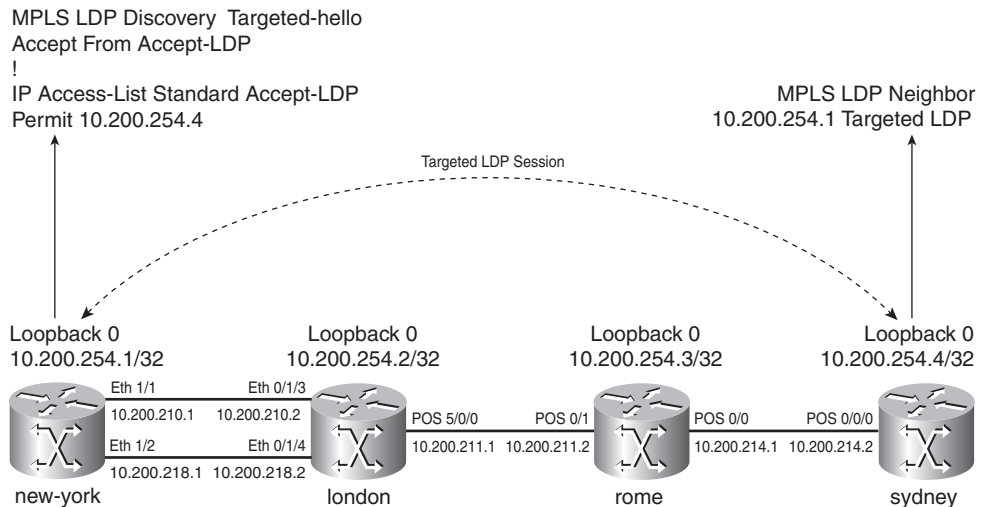 MPLS LDP Discovery Targeted-hello
Accept From Accept-LDP
!
IP Access-List Standard Accept-LDP
Permit 10.200.254.4
MPLS LDP Neighbor
10.200.254.1 Targeted LDP
Targeted LDP Session
Loopback 0
10.200.254.1/32
Loopback 0
10.200.254.2/32
Loopback 0
10.200.254.3/32
Loopback 0
10.200.254.4/32
Eth 1/1
Eth 0/1/3
10.200.210.1
10.200.210.2
Eth 1/2
Eth 0/1/4
10.200.218.1
10.200.218.2
POS 5/0/0
POS 0/1
10.200.211.1
10.200.211.2
POS 0/0
POS 0/0/0
10.200.214.1
10.200.214.2
new-york
london
rome
sydney